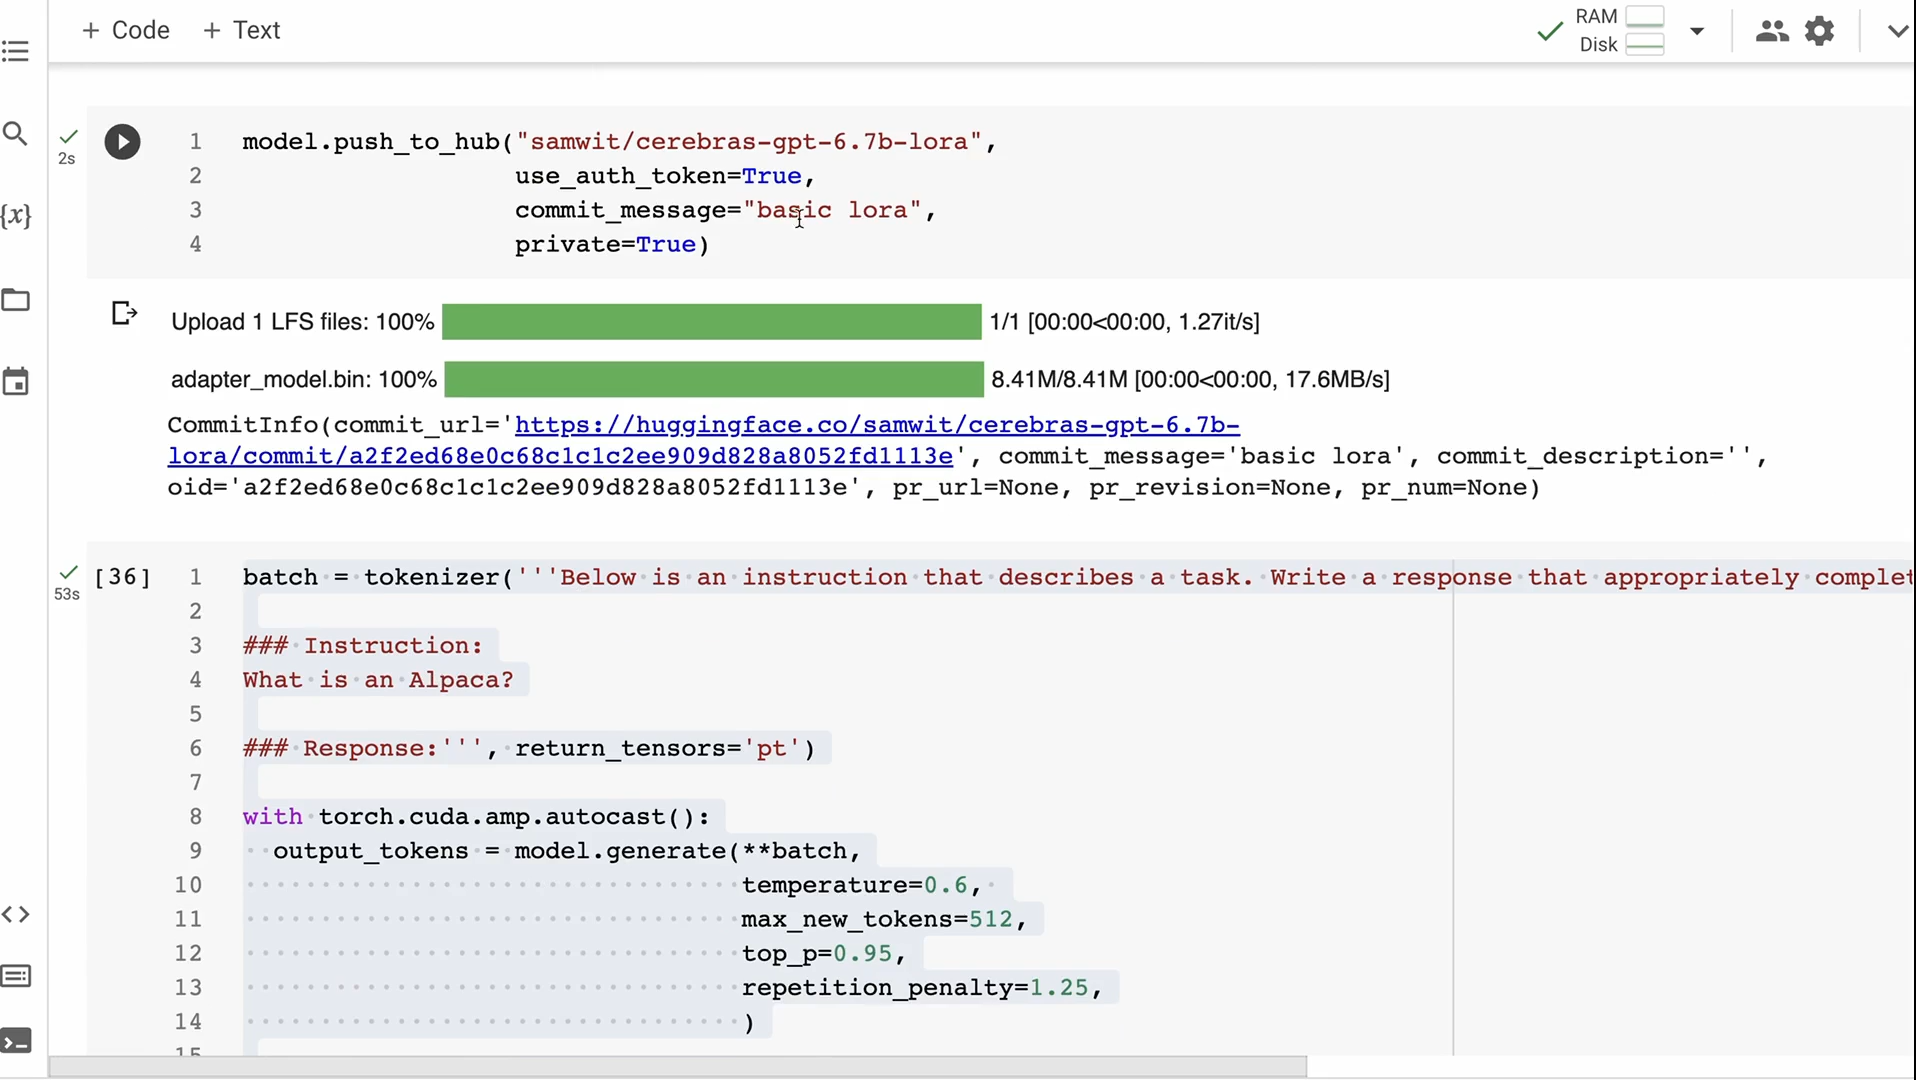 + Code + Text
RAM
Disk
2s
1 model.push_to_hub("samwit/cerebras-gpt-6.7b-lora",
2 use_auth_token=True,
3 commit_message="basic lora",
4 private=True)
Upload 1 LFS files: 100% 1/1 [00:00<00:00, 1.27it/s]
adapter_model.bin: 100% 8.41M/8.41M [00:00<00:00, 17.6MB/s]
CommitInfo(commit_url='https://huggingface.co/samwit/cerebras-gpt-6.7b-
lora/commit/a2f2ed68e0c68c1c1c2ee909d828a8052fd1113e', commit_message='basic lora', commit_description='',
oid='a2f2ed68e0c68c1c1c2ee909d828a8052fd1113e', pr_url=None, pr_revision=None, pr_num=None)
53s
[36] 1 batch = tokenizer('''Below is an instruction that describes a task. Write a response that appropriately complet
2
3 ### Instruction:
4 What is an Alpaca?
5
6 ### Response:''', return_tensors='pt')
7
8 with torch.cuda.amp.autocast():
9 output_tokens = model.generate(**batch,
10 temperature=0.6,
11 max_new_tokens=512,
12 top_p=0.95,
13 repetition_penalty=1.25,
14 )
15